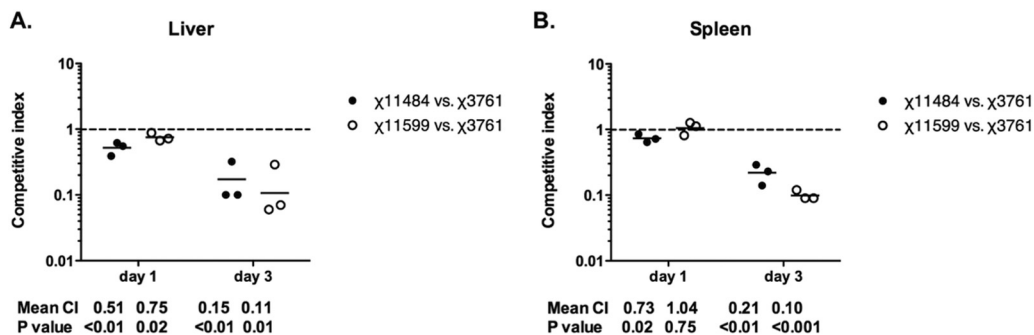 A.
Liver
Competitive index
10
1
0.1
0.01
day 1 day 3
● χ11484 vs. χ3761
○ χ11599 vs. χ3761
Mean CI 0.51 0.75 0.15 0.11
P value <0.01 0.02 <0.01 0.01
B.
Spleen
Competitive index
10
1
0.1
0.01
day 1 day 3
● χ11484 vs. χ3761
○ χ11599 vs. χ3761
Mean CI 0.73 1.04 0.21 0.10
P value 0.02 0.75 <0.01 <0.001